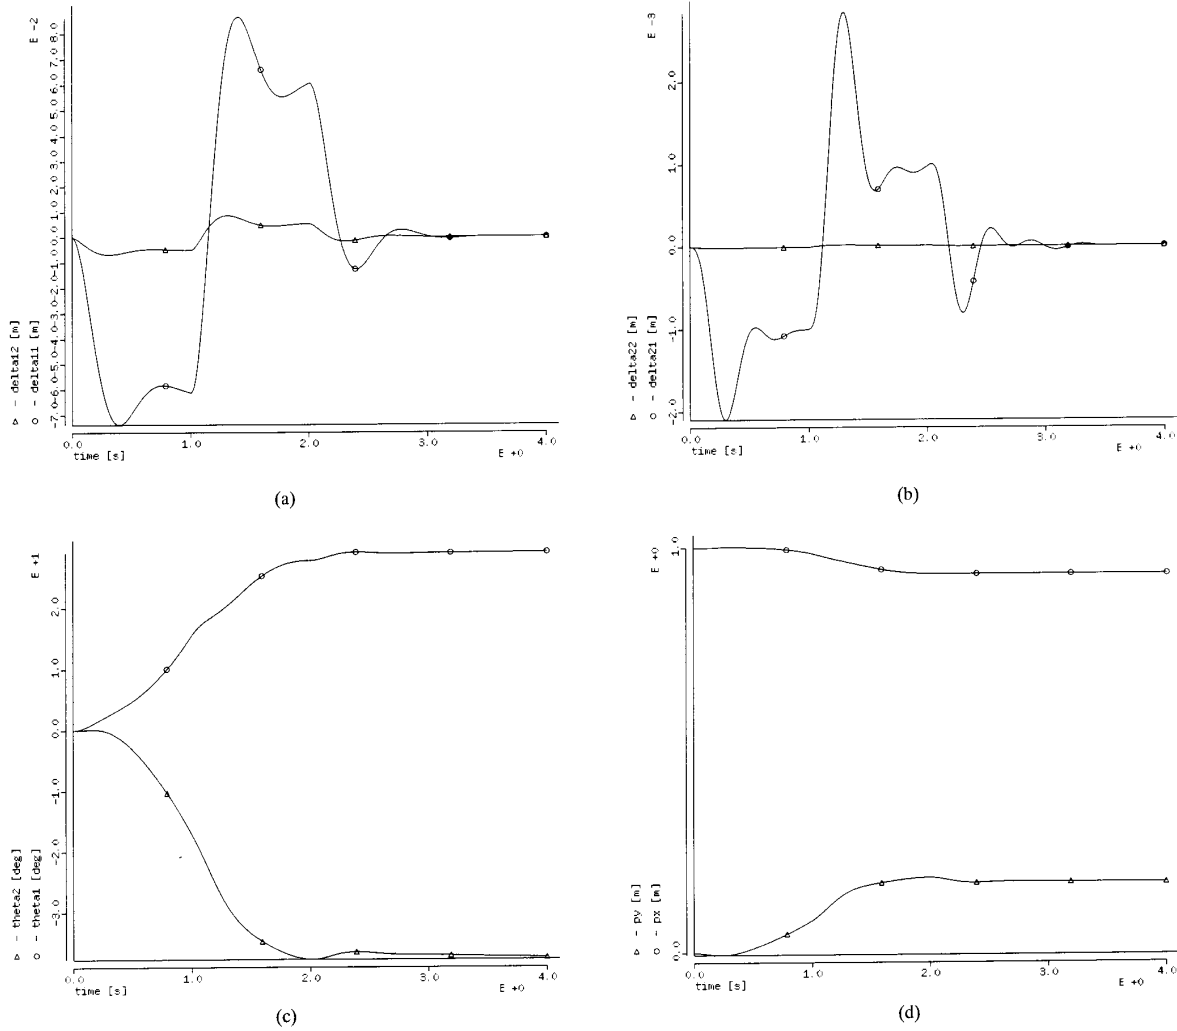 E -2
8.0
7.0
6.0
5.0
4.0
3.0
2.0
1.0
0.0
-1.0
-2.0
-3.0
-4.0
-5.0
-6.0
-7.0
△ - delta12 [m]
○ - delta11 [m]
0.0 1.0 2.0 3.0 4.0
time [s] E +0
(a)
E -3
2.0
1.0
0.0
-1.0
-2.0
△ - delta22 [m]
○ - delta21 [m]
0.0 1.0 2.0 3.0 4.0
time [s] E +0
(b)
E +1
2.0
1.0
0.0
-1.0
-2.0
-3.0
△ - theta2 [deg]
○ - theta1 [deg]
0.0 1.0 2.0 3.0 4.0
time [s] E +0
(c)
E +0
1.0
0.0
△ - py [m]
○ - px [m]
0.0 1.0 2.0 3.0 4.0
time [s] E +0
(d)